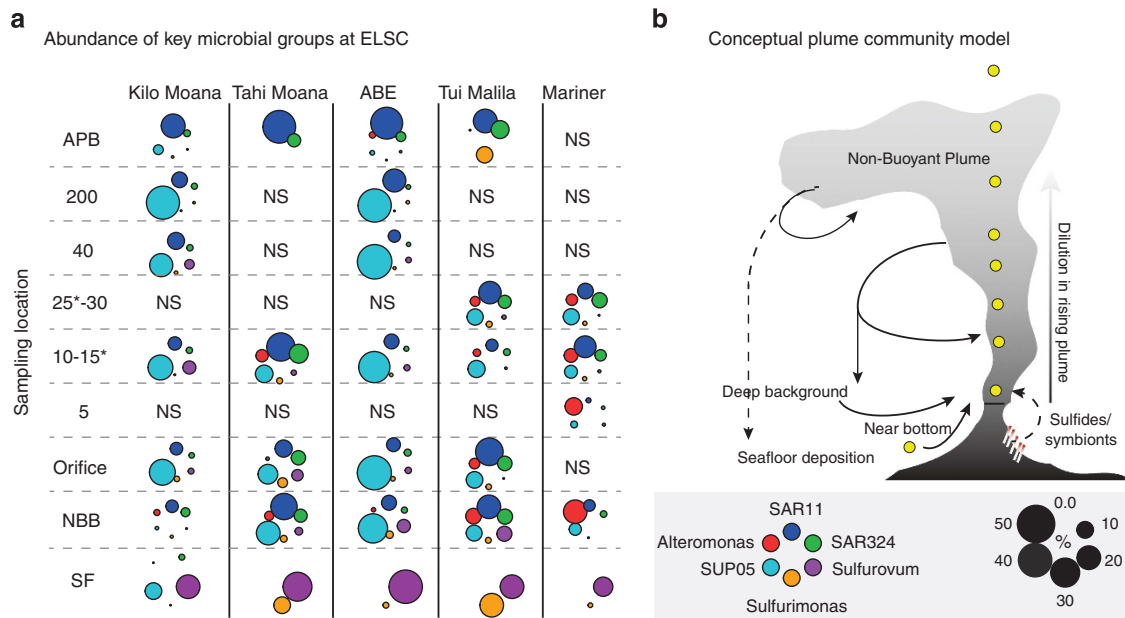 a
Abundance of key microbial groups at ELSC
Kilo Moana Tahi Moana ABE Tui Malila Mariner
Sampling location
APB NS
200 NS NS NS
40 NS NS NS
25*-30 NS NS NS
10-15*
5 NS NS NS NS
Orifice NS
NBB
SF
b
Conceptual plume community model
Non-Buoyant Plume
Dilution in rising plume
Deep background
Near bottom
Sulfides/
symbionts
Seafloor deposition
SAR11
Alteromonas SAR324
SUP05 Sulfurovum
Sulfurimonas
0.0
50 10
%
40 20
30